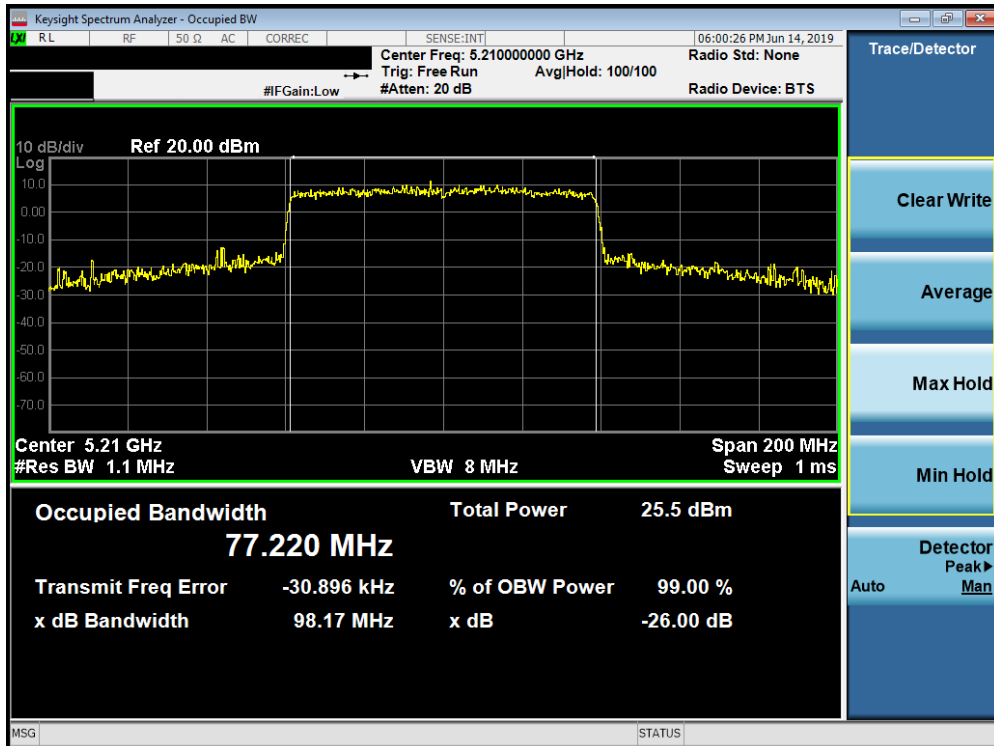 Keysight Spectrum Analyzer - Occupied BW
LXI RL RF 50 Ω AC CORREC SENSE:INT 06:00:26 PM Jun 14, 2019
Center Freq: 5.210000000 GHz Radio Std: None
Trig: Free Run Avg|Hold: 100/100
#IFGain:Low #Atten: 20 dB Radio Device: BTS
10 dB/div Ref 20.00 dBm
Log
10.0
0.00
-10.0
-20.0
-30.0
-40.0
-50.0
-60.0
-70.0
Center 5.21 GHz Span 200 MHz
#Res BW 1.1 MHz VBW 8 MHz Sweep 1 ms
Occupied Bandwidth Total Power 25.5 dBm
77.220 MHz
Transmit Freq Error -30.896 kHz % of OBW Power 99.00 %
x dB Bandwidth 98.17 MHz x dB -26.00 dB
Trace/Detector
Clear Write
Average
Max Hold
Min Hold
Detector
Peak▶
Auto Man
MSG STATUS